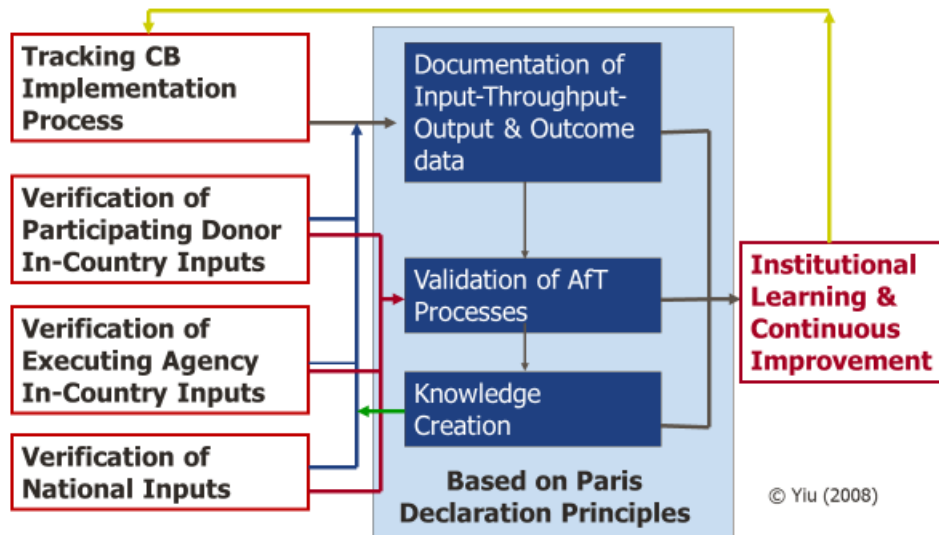 Tracking CB
Implementation
Process
Verification of
Participating Donor
In-Country Inputs
Verification of
Executing Agency
In-Country Inputs
Verification of
National Inputs
Documentation of
Input-Throughput-
Output & Outcome
data
Validation of AfT
Processes
Knowledge
Creation
Based on Paris
Declaration Principles
Institutional
Learning &
Continuous
Improvement
© Yiu (2008)